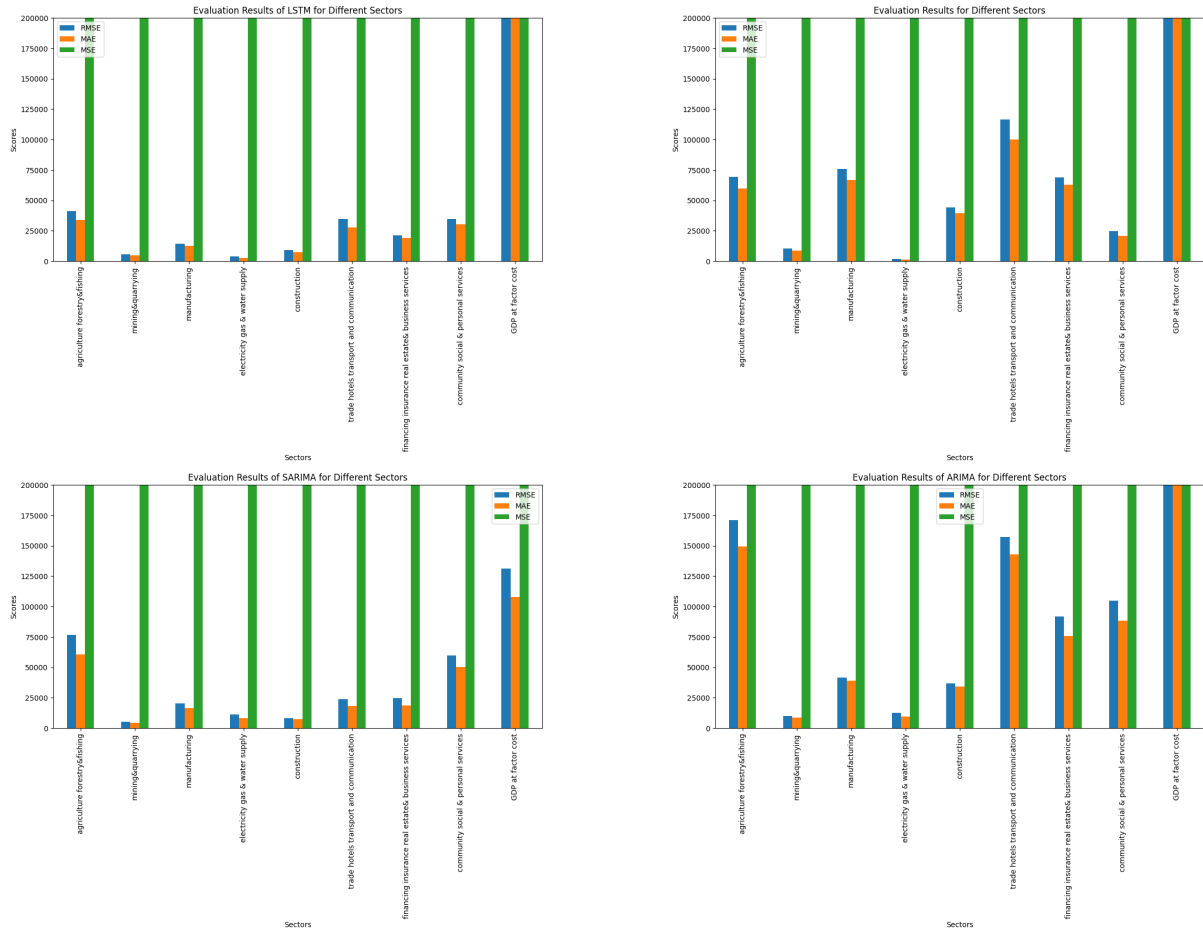 Evaluation Results of LSTM for Different Sectors
200000
175000
150000
125000
100000
75000
50000
25000
0
Scores
RMSE
MAE
MSE
agriculture forestry&fishing
mining&quarrying
manufacturing
electricity gas & water supply
construction
trade hotels transport and communication
financing insurance real estate& business services
community social & personal services
GDP at factor cost
Sectors
Evaluation Results for Different Sectors
200000
175000
150000
125000
100000
75000
50000
25000
0
Scores
RMSE
MAE
MSE
agriculture forestry&fishing
mining&quarrying
manufacturing
electricity gas & water supply
construction
trade hotels transport and communication
financing insurance real estate& business services
community social & personal services
GDP at factor cost
Sectors
Evaluation Results of SARIMA for Different Sectors
200000
175000
150000
125000
100000
75000
50000
25000
0
Scores
RMSE
MAE
MSE
agriculture forestry&fishing
mining&quarrying
manufacturing
electricity gas & water supply
construction
trade hotels transport and communication
financing insurance real estate& business services
community social & personal services
GDP at factor cost
Sectors
Evaluation Results of ARIMA for Different Sectors
200000
175000
150000
125000
100000
75000
50000
25000
0
Scores
RMSE
MAE
MSE
agriculture forestry&fishing
mining&quarrying
manufacturing
electricity gas & water supply
construction
trade hotels transport and communication
financing insurance real estate& business services
community social & personal services
GDP at factor cost
Sectors